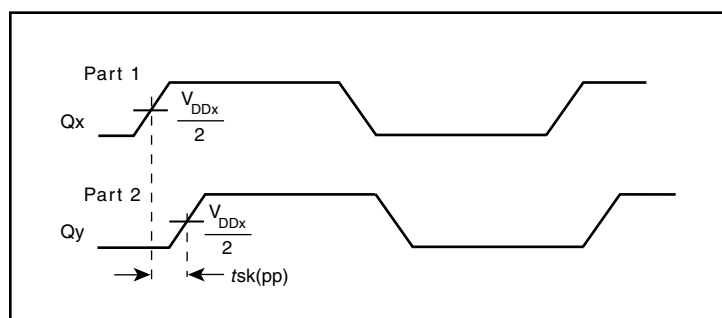 Part 1
Qx
VDDx
2
Part 2
Qy
VDDx
2
tsk(pp)